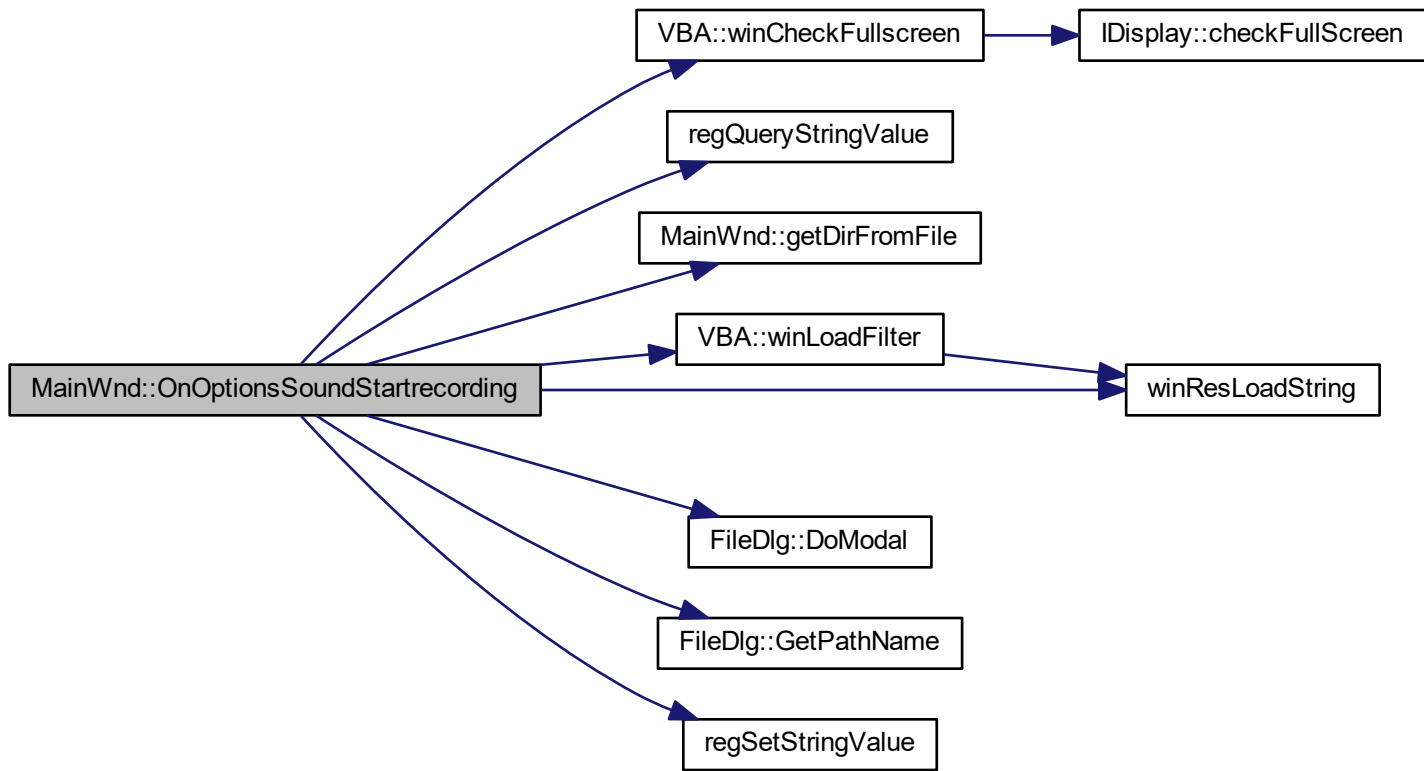 VBA::winCheckFullscreen
IDisplay::checkFullScreen
regQueryStringValue
MainWnd::getDirFromFile
VBA::winLoadFilter
MainWnd::OnOptionsSoundStartrecording
winResLoadString
FileDlg::DoModal
FileDlg::GetPathName
regSetStringValue